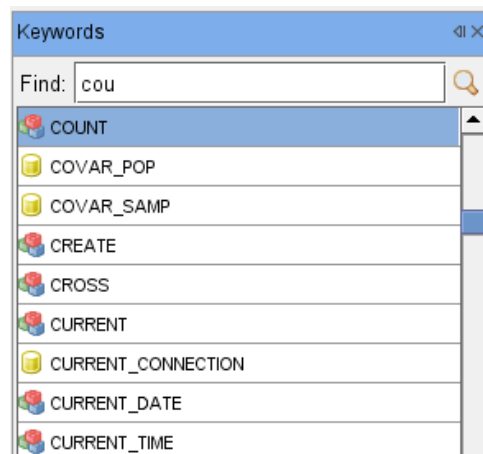 Keywords
Find: cou
COUNT
COVAR_POP
COVAR_SAMP
CREATE
CROSS
CURRENT
CURRENT_CONNECTION
CURRENT_DATE
CURRENT_TIME